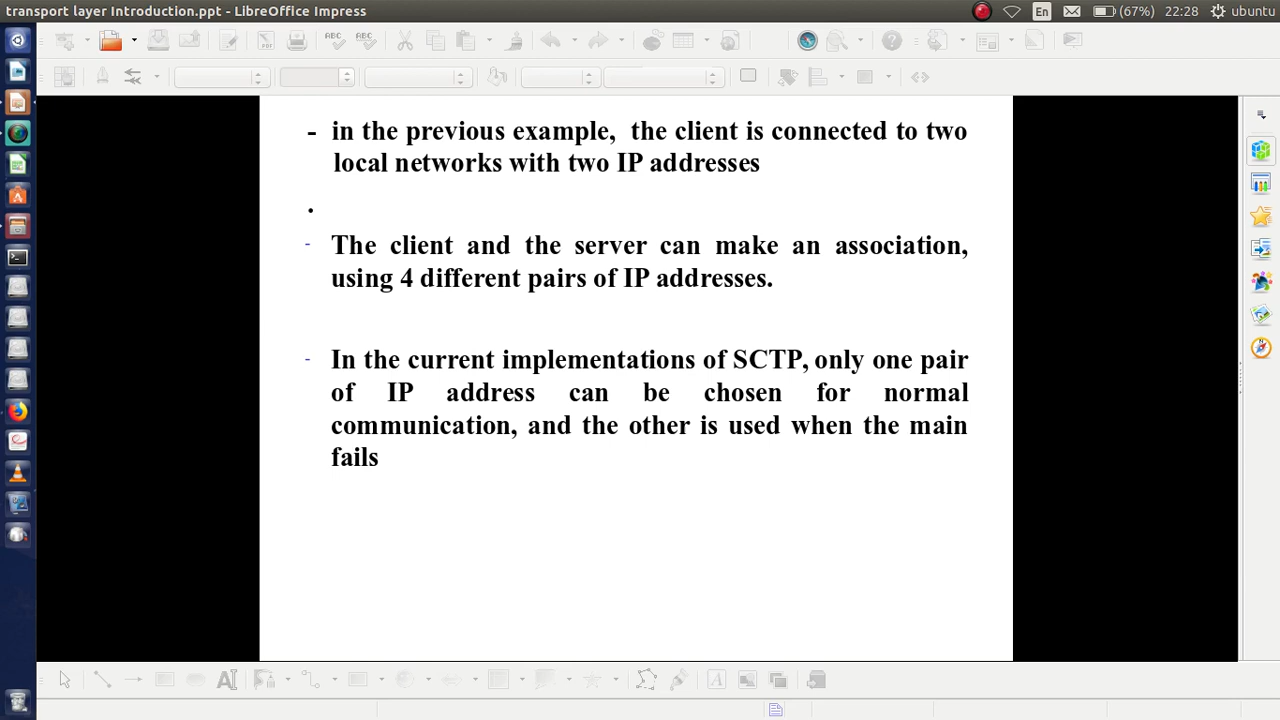 transport layer Introduction.ppt - LibreOffice Impress
En
(67%)
22:28
ubuntu
- in the previous example, the client is connected to two
local networks with two IP addresses
.
- The client and the server can make an association,
using 4 different pairs of IP addresses.
- In the current implementations of SCTP, only one pair
of IP address can be chosen for normal
communication, and the other is used when the main
fails